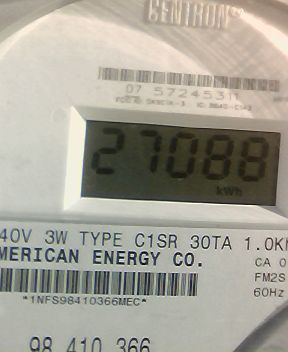 CENTRON®
07 57245311
27088
kWh
40V 3W TYPE C1SR 30TA 1.0K
MERICAN ENERGY CO.
CA 0
FM2S
60Hz
*1NFS98410366MEC*
98 410 366